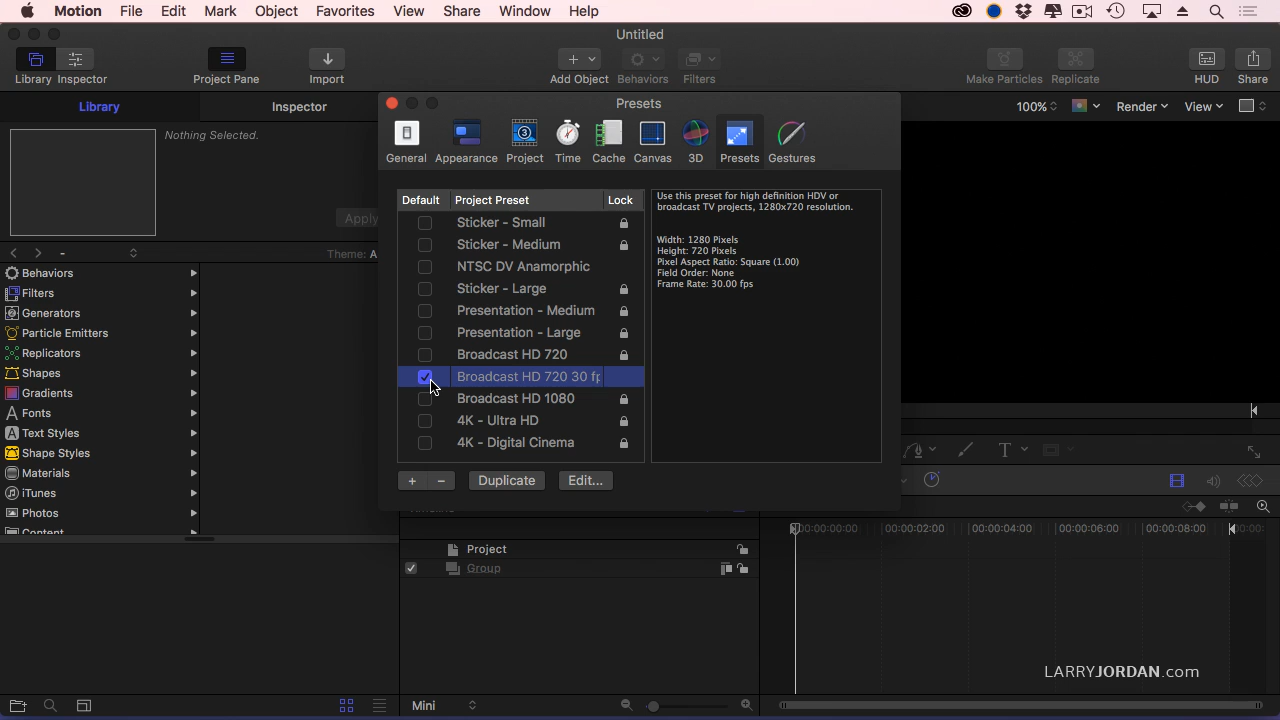 Motion File Edit Mark Object Favorites View Share Window Help
Untitled
Library Inspector Project Pane Import Add Object Behaviors Filters Make Particles Replicate HUD Share
Library Inspector
Presets
100% Render View
Nothing Selected.
General Appearance Project Time Cache Canvas 3D Presets Gestures
Apply
Theme: A
Default Project Preset Lock
Sticker - Small
Sticker - Medium
NTSC DV Anamorphic
Sticker - Large
Presentation - Medium
Presentation - Large
Broadcast HD 720
Broadcast HD 720 30 fp
Broadcast HD 1080
4K - Ultra HD
4K - Digital Cinema
Use this preset for high definition HDV or
broadcast TV projects, 1280x720 resolution.
Width: 1280 Pixels
Height: 720 Pixels
Pixel Aspect Ratio: Square (1.00)
Field Order: None
Frame Rate: 30.00 fps
+ − Duplicate Edit...
Behaviors
Filters
Generators
Particle Emitters
Replicators
Shapes
Gradients
Fonts
Text Styles
Shape Styles
Materials
iTunes
Photos
Content
00:00:00:00 00:00:02:00 00:00:04:00 00:00:06:00 00:00:08:00 00:00:
Project
Group
LARRYJORDAN.com
Mini